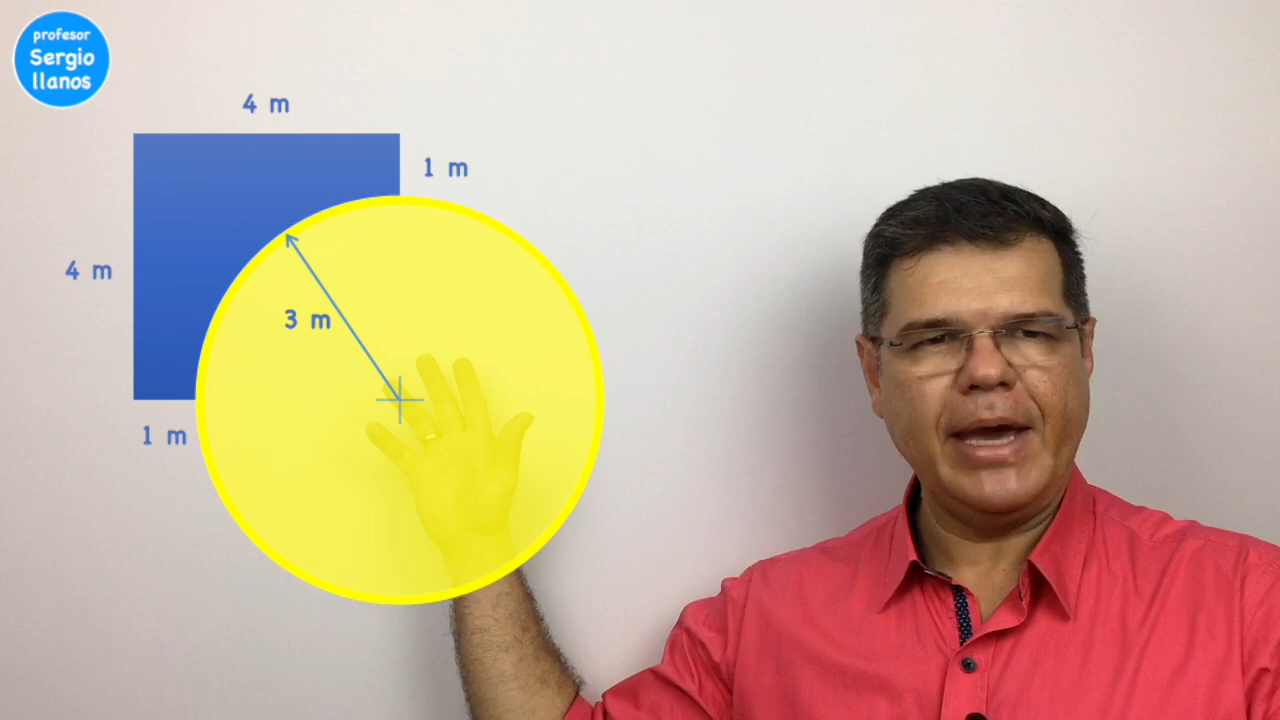 profesor
Sergio
llanos
4 m
1 m
4 m
3 m
1 m